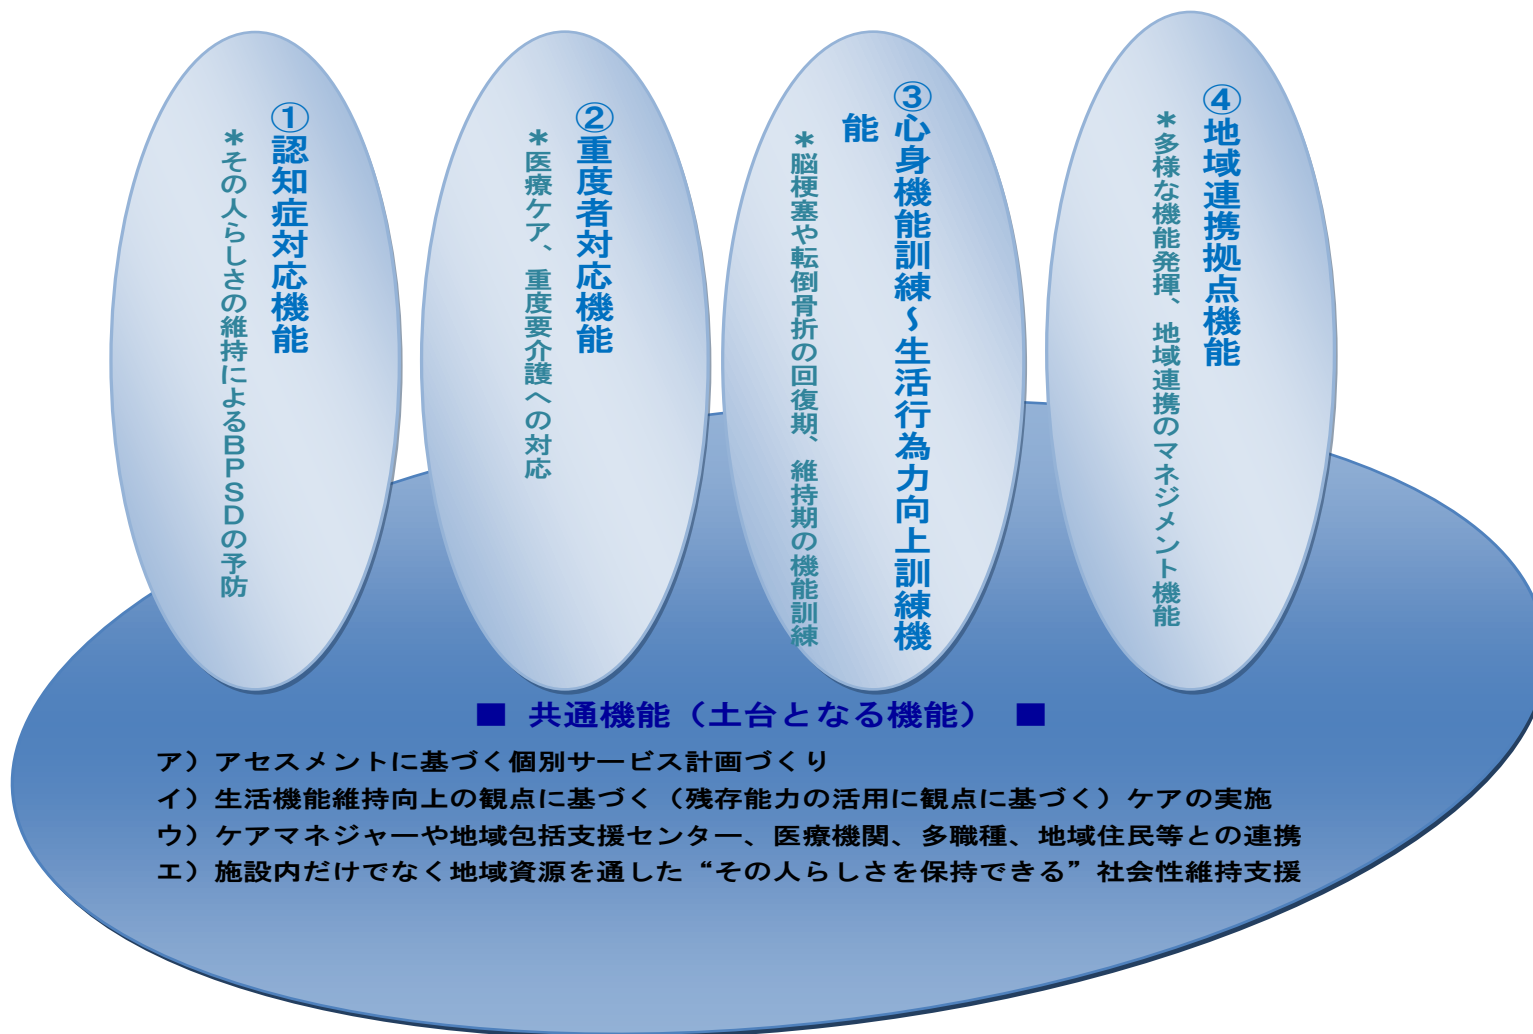 ①認知症対応機能
＊その人らしさの維持によるＢＰＳＤの予防
②重度者対応機能
＊医療ケア、重度要介護への対応
③心身機能訓練～生活行為力向上訓練機
能
＊脳梗塞や転倒骨折の回復期、維持期の機能訓練
④地域連携拠点機能
＊多様な機能発揮、地域連携のマネジメント機能
■ 共通機能（土台となる機能） ■
ア）アセスメントに基づく個別サービス計画づくり
イ）生活機能維持向上の観点に基づく（残存能力の活用に観点に基づく）ケアの実施
ウ）ケアマネジャーや地域包括支援センター、医療機関、多職種、地域住民等との連携
エ）施設内だけでなく地域資源を通した“その人らしさを保持できる”社会性維持支援